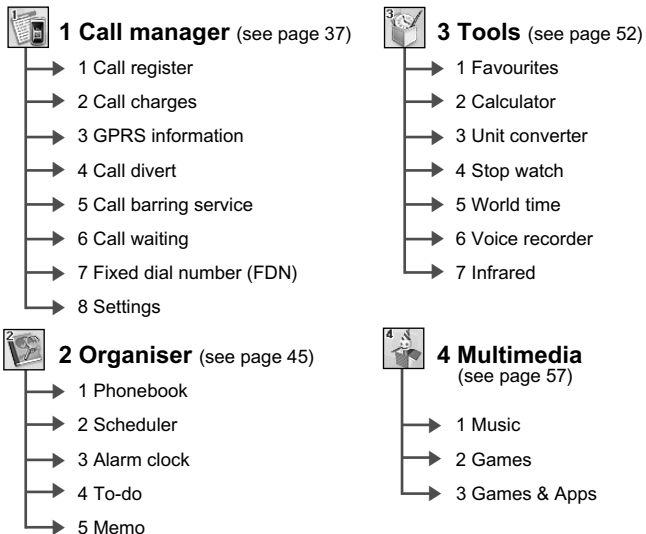 1
1 Call manager (see page 37)
1 Call register
2 Call charges
3 GPRS information
4 Call divert
5 Call barring service
6 Call waiting
7 Fixed dial number (FDN)
8 Settings
2
2 Organiser (see page 45)
1 Phonebook
2 Scheduler
3 Alarm clock
4 To-do
5 Memo
3
3 Tools (see page 52)
1 Favourites
2 Calculator
3 Unit converter
4 Stop watch
5 World time
6 Voice recorder
7 Infrared
4
4 Multimedia
(see page 57)
1 Music
2 Games
3 Games & Apps